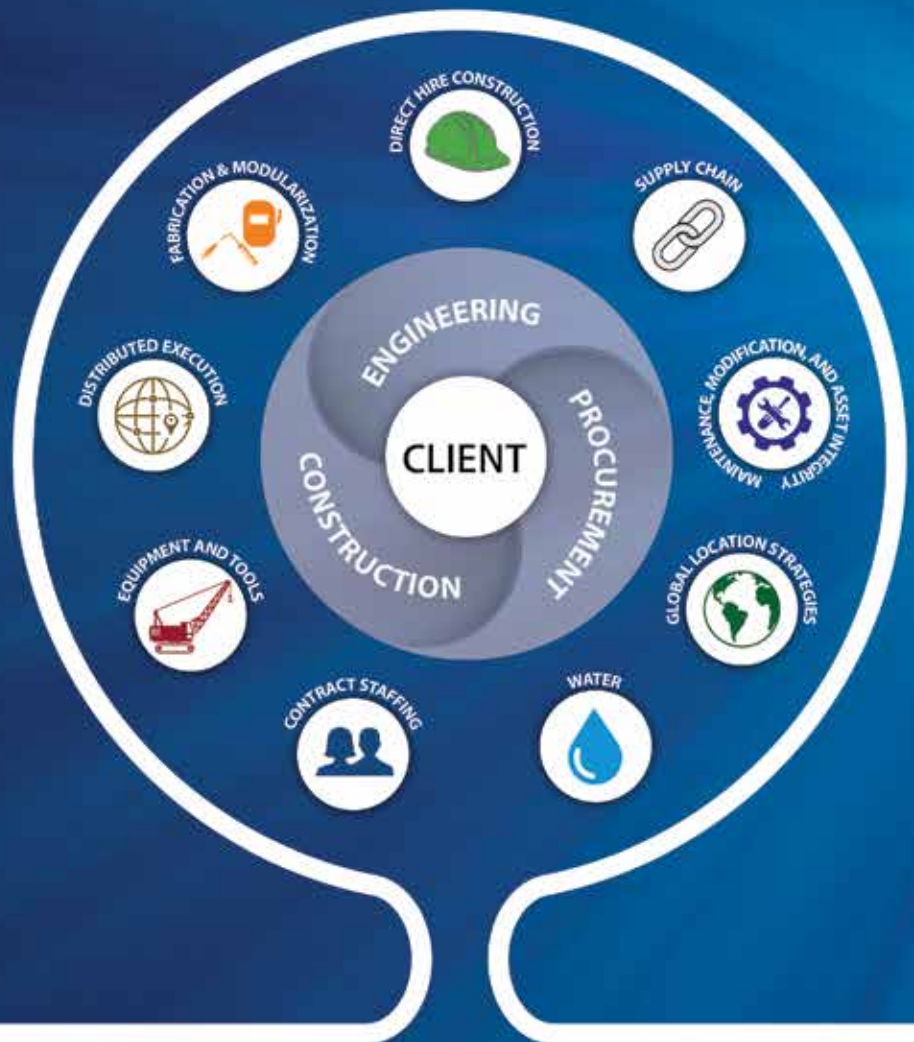 DIRECT HIRE CONSTRUCTION
SUPPLY CHAIN
MAINTENANCE, MODIFICATION, AND ASSET INTEGRITY
GLOBAL LOCATION STRATEGIES
WATER
CONTRACT STAFFING
EQUIPMENT AND TOOLS
DISTRIBUTED EXECUTION
FABRICATION & MODULARIZATION
ENGINEERING
PROCUREMENT
CONSTRUCTION
CLIENT